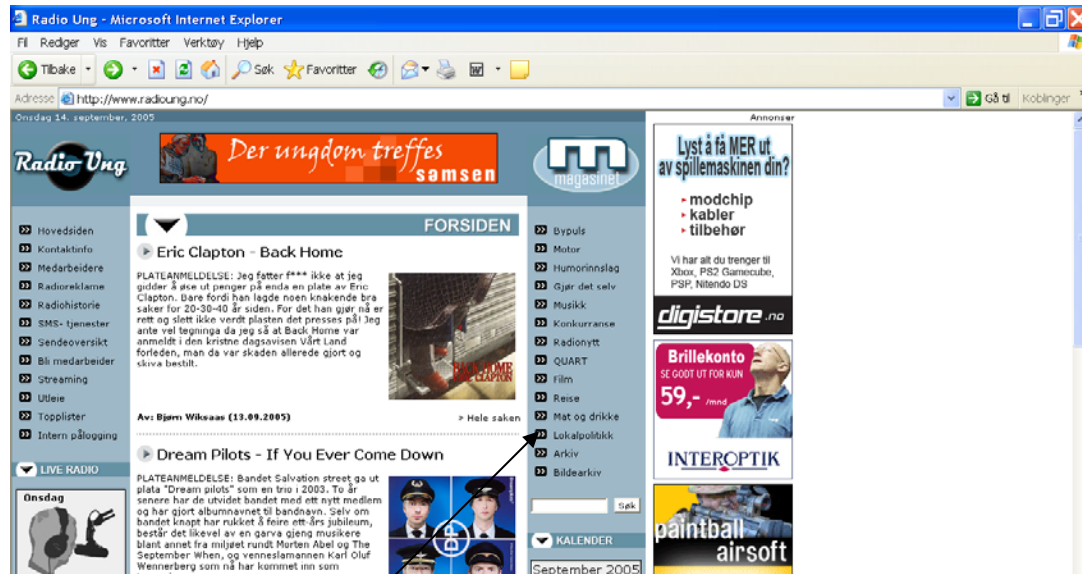 Radio Ung - Microsoft Internet Explorer
Fil Rediger Vis Favoritter Verktøy Hjelp
Tilbake Søk Favoritter
Adresse http://www.radioung.no/ Gå til Koblinger
Onsdag 14. september, 2005
Annonser
Radio Ung
Der ungdom treffes
samsen
m
magasinet
Hovedsiden
Kontaktinfo
Medarbeidere
Radioreklame
Radiohistorie
SMS- tjenester
Sendeoversikt
Bli medarbeider
Streaming
Utleie
Topplister
Intern pålogging
LIVE RADIO
Onsdag
FORSIDEN
Eric Clapton - Back Home
PLATEANMELDELSE: Jeg fatter f*** ikke at jeg
gidder å øse ut penger på enda en plate av Eric
Clapton. Bare fordi han lagde noen knakende bra
saker for 20-30-40 år siden. For det han gjør nå er
rett og slett ikke verdt plasten det presses på! Jeg
ante vel tegninga da jeg så at Back Home var
anmeldt i den kristne dagsavisen Vårt Land
forleden, man da var skaden allerede gjort og
skiva bestilt.
BACK HOME
ERIC CLAPTON
Av: Bjørn Wiksaas (13.09.2005)
> Hele saken
Dream Pilots - If You Ever Come Down
PLATEANMELDELSE: Bandet Salvation street ga ut
plata "Dream pilots" som en trio i 2003. To år
senere har de utvidet bandet med ett nytt medlem
og har gjort albumnavnet til bandnavn. Selv om
bandet knapt har rukket å feire ett-års jubileum,
består det likevel av en garva gjeng musikere
blant annet fra miljøet rundt Morten Abel og The
September When, og venneslamannen Karl Oluf
Wennerberg som nå har kommet inn som
DP
Bypuls
Motor
Humorinnslag
Gjør det selv
Musikk
Konkurranse
Radionytt
QUART
Film
Reise
Mat og drikke
Lokalpolitikk
Arkiv
Bildearkiv
Søk
KALENDER
September 2005
Lyst å få MER ut
av spillemaskinen din?
modchip
kabler
tilbehør
Vi har alt du trenger til
Xbox, PS2 Gamecube,
PSP, Nitendo DS
digistore.no
Brillekonto
SE GODT UT FOR KUN
59,- /mnd
INTEROPTIK
paintball
airsoft